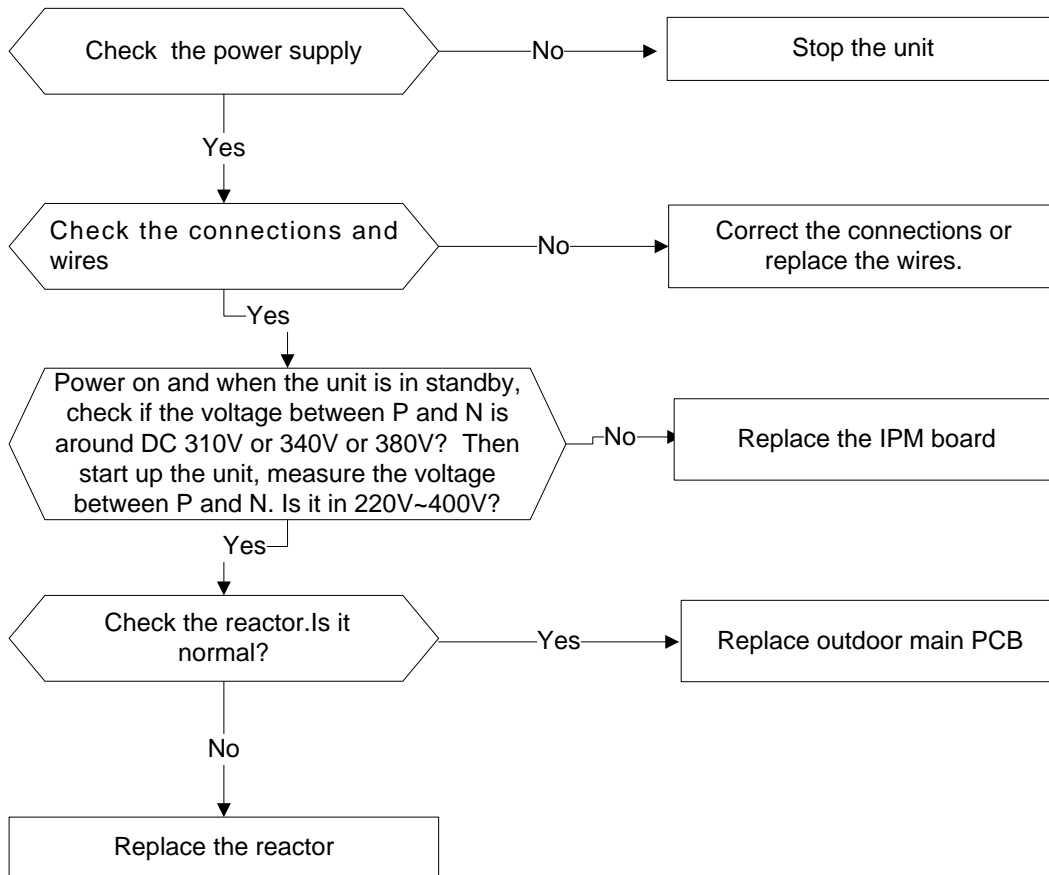 Check the power supply
No
Stop the unit
Yes
Check the connections and
wires
No
Correct the connections or
replace the wires.
Yes
Power on and when the unit is in standby,
check if the voltage between P and N is
around DC 310V or 340V or 380V? Then
start up the unit, measure the voltage
between P and N. Is it in 220V~400V?
No
Replace the IPM board
Yes
Check the reactor.Is it
normal?
Yes
Replace outdoor main PCB
No
Replace the reactor